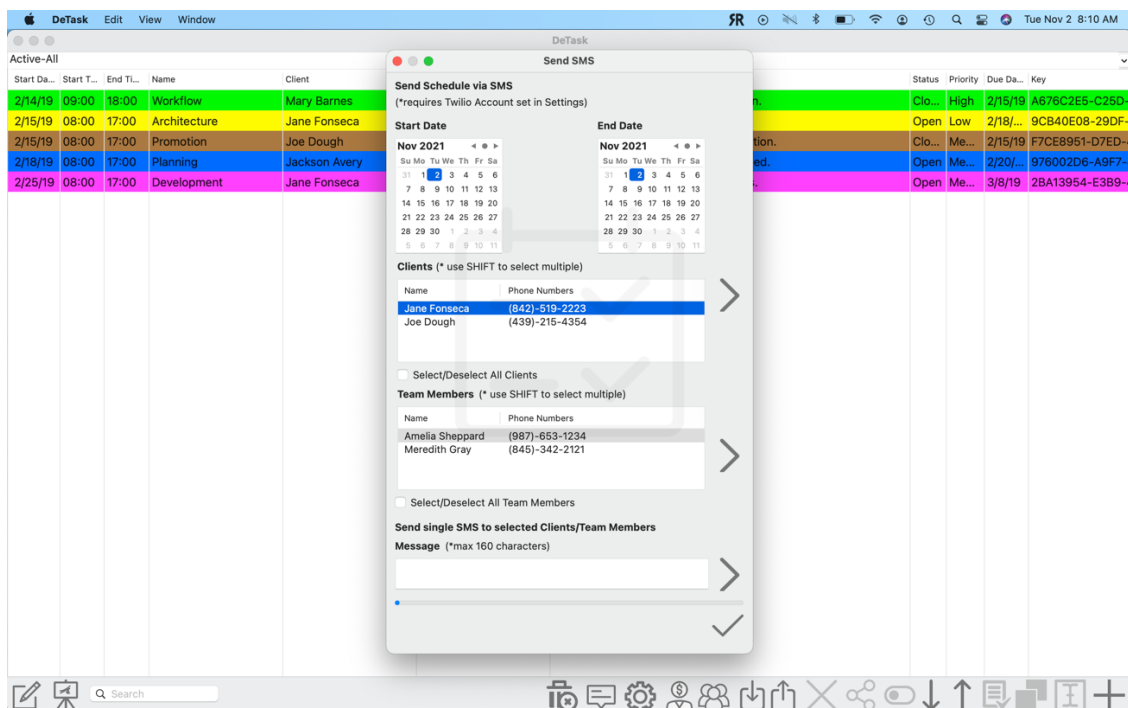 DeTask Edit View Window Tue Nov 2 8:10 AM
DeTask
Active-All
Start Da... Start T... End Ti... Name Client Status Priority Due Da... Key
2/14/19 09:00 18:00 Workflow Mary Barnes n. Clo... High 2/15/19 A676C2E5-C25D-
2/15/19 08:00 17:00 Architecture Jane Fonseca Open Low 2/18/... 9CB40E08-29DF-
2/15/19 08:00 17:00 Promotion Joe Dough tion. Clo... Me... 2/15/19 F7CE8951-D7ED-
2/18/19 08:00 17:00 Planning Jackson Avery ed. Open Me... 2/20/... 976002D6-A9F7-
2/25/19 08:00 17:00 Development Jane Fonseca Open Me... 3/8/19 2BA13954-E3B9-
Send SMS
Send Schedule via SMS
(*requires Twilio Account set in Settings)
Start Date End Date
Nov 2021 Nov 2021
Su Mo Tu We Th Fr Sa Su Mo Tu We Th Fr Sa
31 1 2 3 4 5 6 31 1 2 3 4 5 6
7 8 9 10 11 12 13 7 8 9 10 11 12 13
14 15 16 17 18 19 20 14 15 16 17 18 19 20
21 22 23 24 25 26 27 21 22 23 24 25 26 27
28 29 30 1 2 3 4 28 29 30 1 2 3 4
5 6 7 8 9 10 11 5 6 7 8 9 10 11
Clients (* use SHIFT to select multiple)
Name Phone Numbers
Jane Fonseca (842)-519-2223
Joe Dough (439)-215-4354
Select/Deselect All Clients
Team Members (* use SHIFT to select multiple)
Name Phone Numbers
Amelia Sheppard (987)-653-1234
Meredith Gray (845)-342-2121
Select/Deselect All Team Members
Send single SMS to selected Clients/Team Members
Message (*max 160 characters)
Search